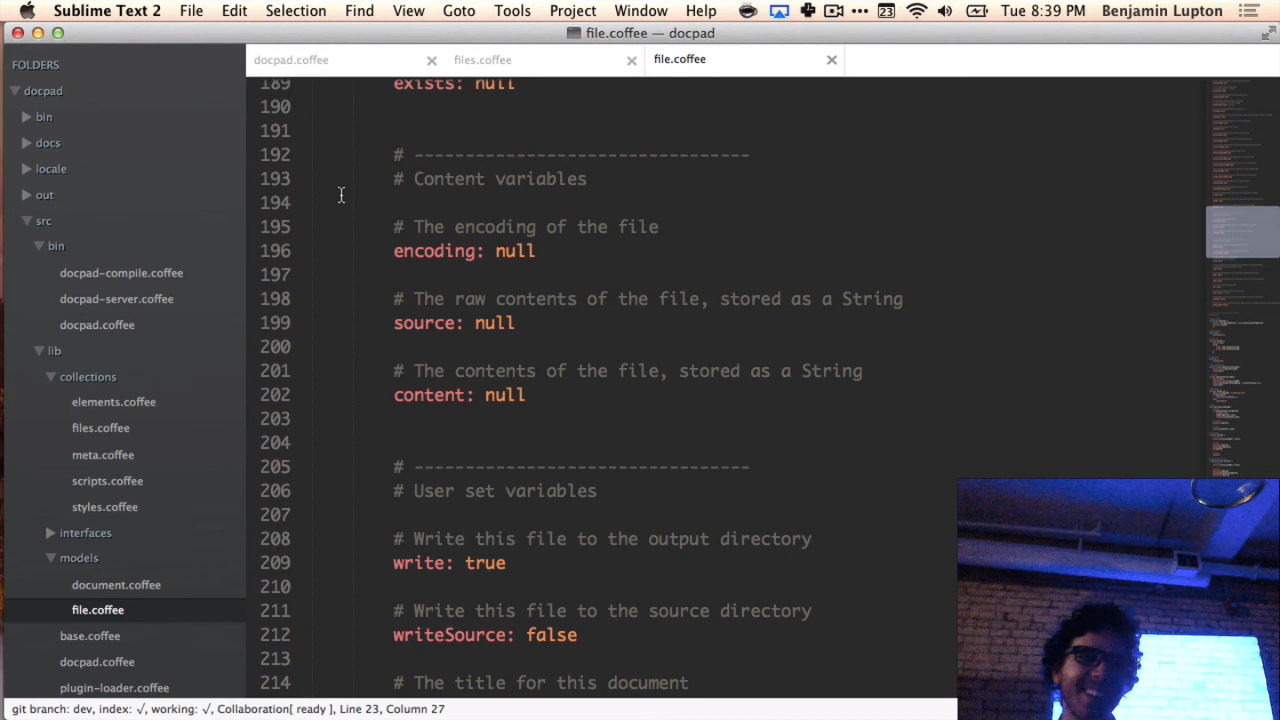 Sublime Text 2 File Edit Selection Find View Goto Tools Project Window Help 23 Tue 8:39 PM Benjamin Lupton
file.coffee — docpad
FOLDERS
docpad
bin
docs
locale
out
src
bin
docpad-compile.coffee
docpad-server.coffee
docpad.coffee
lib
collections
elements.coffee
files.coffee
meta.coffee
scripts.coffee
styles.coffee
interfaces
models
document.coffee
file.coffee
base.coffee
docpad.coffee
plugin-loader.coffee
docpad.coffee files.coffee file.coffee
189 exists: null
190
191
192 # ---------------------------------
193 # Content variables
194
195 # The encoding of the file
196 encoding: null
197
198 # The raw contents of the file, stored as a String
199 source: null
200
201 # The contents of the file, stored as a String
202 content: null
203
204
205 # ---------------------------------
206 # User set variables
207
208 # Write this file to the output directory
209 write: true
210
211 # Write this file to the source directory
212 writeSource: false
213
214 # The title for this document
git branch: dev, index: √, working: √, Collaboration[ ready ], Line 23, Column 27